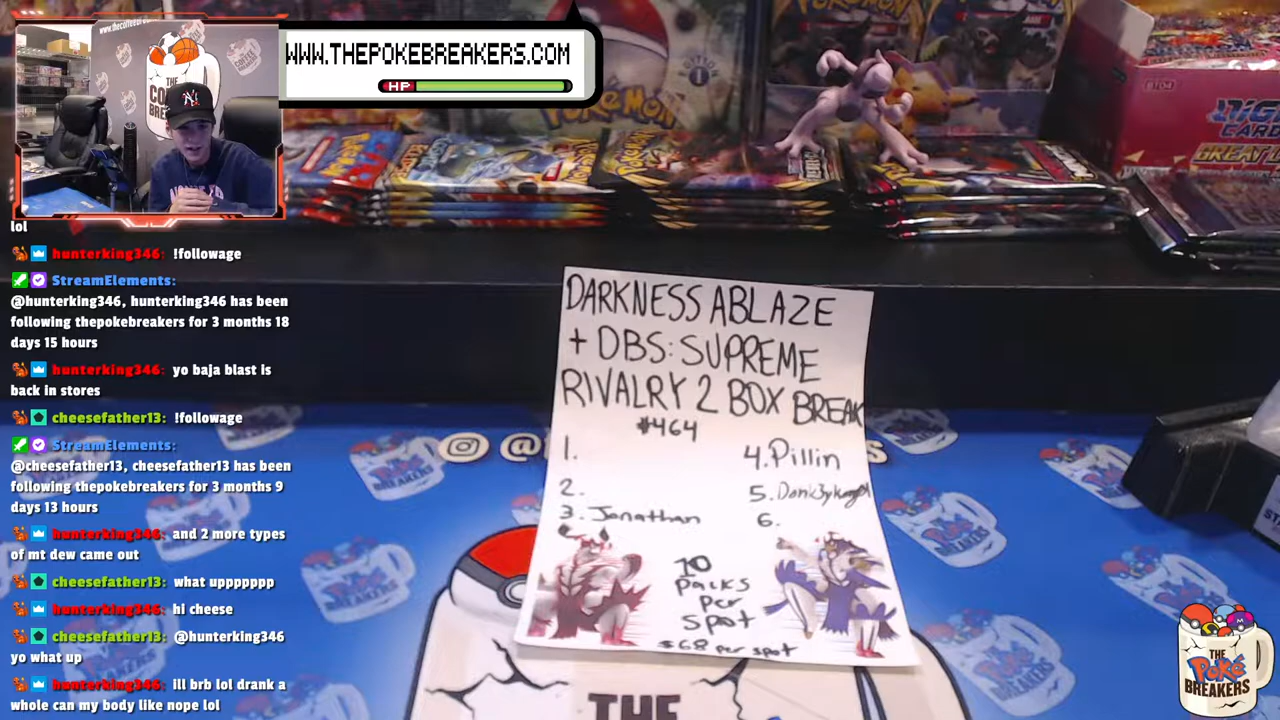 WWW.THEPOKEBREAKERS.COM
HP
lol
hunterking346: !followage
StreamElements:
@hunterking346, hunterking346 has been
following thepokebreakers for 3 months 18
days 15 hours
hunterking346: yo baja blast is
back in stores
cheesefather13: !followage
StreamElements:
@cheesefather13, cheesefather13 has been
following thepokebreakers for 3 months 9
days 13 hours
hunterking346: and 2 more types
of mt dew came out
cheesefather13: what uppppppp
hunterking346: hi cheese
cheesefather13: @hunterking346
yo what up
hunterking346: ill brb lol drank a
whole can my body like nope lol
DARKNESS ABLAZE
+ DBS: SUPREME
RIVALRY 2 BOX BREAK
#464
1.
2.
3. Jonathan
4. Pillin
5.
6.
10
Packs
Per
spot
$68 per spot
THE
THE
Poké
BREAKERS
POKÉMON
BT04